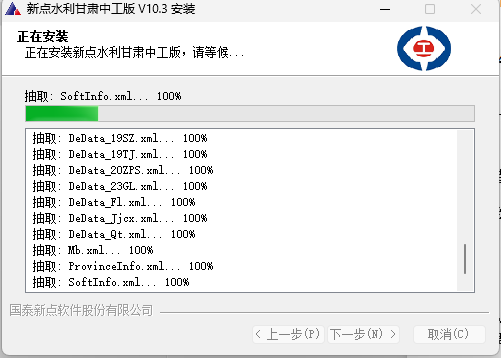 新点水利甘肃中工版 V10.3 安装
正在安装
正在安装新点水利甘肃中工版，请等候...
工
抽取: SoftInfo.xml... 100%
抽取: DeData_19SZ.xml... 100%
抽取: DeData_19TJ.xml... 100%
抽取: DeData_20ZPS.xml... 100%
抽取: DeData_23GL.xml... 100%
抽取: DeData_Fl.xml... 100%
抽取: DeData_Jjcx.xml... 100%
抽取: DeData_Qt.xml... 100%
抽取: Mb.xml... 100%
抽取: ProvinceInfo.xml... 100%
抽取: SoftInfo.xml... 100%
国泰新点软件股份有限公司
< 上一步(P) 下一步(N) > 取消(C)